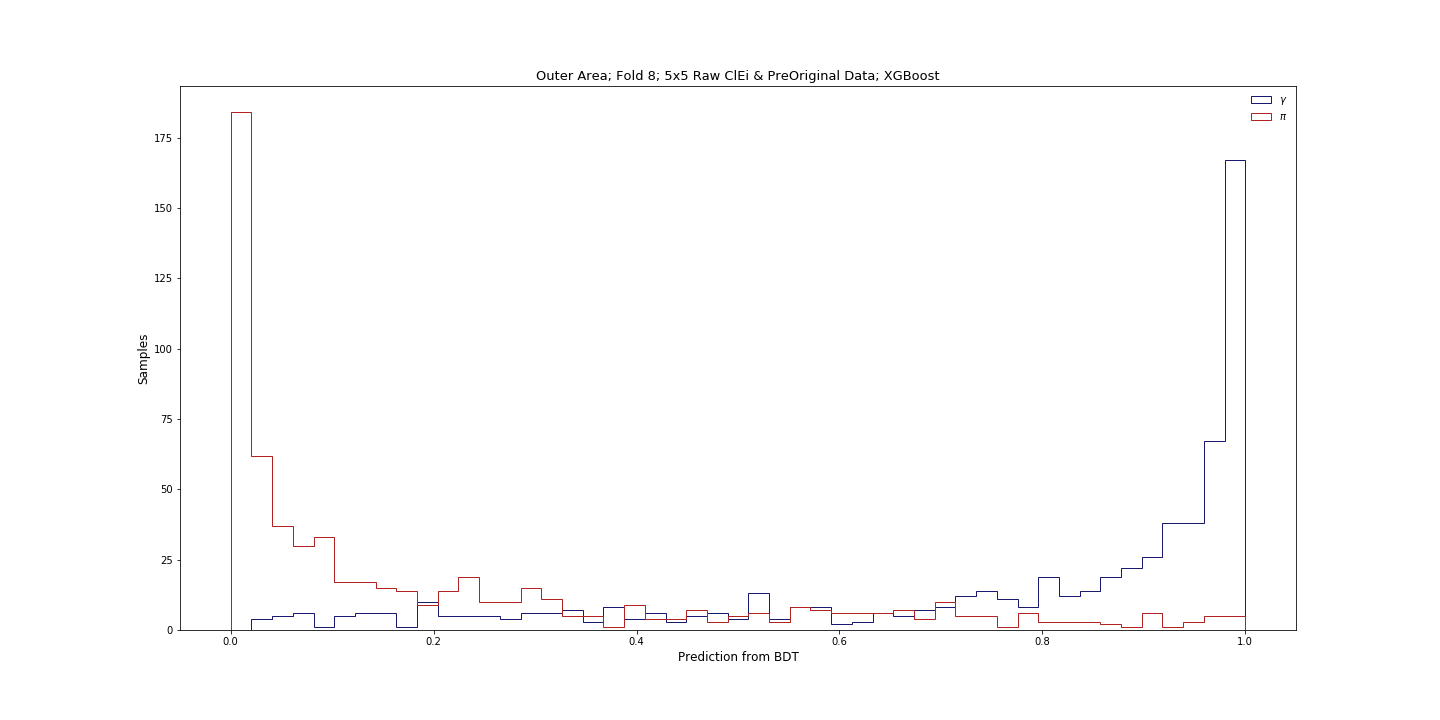 Outer Area; Fold 8; 5x5 Raw ClEi & PreOriginal Data; XGBoost
γ
π
175
150
125
100
75
50
25
0
Samples
0.0 0.2 0.4 0.6 0.8 1.0
Prediction from BDT